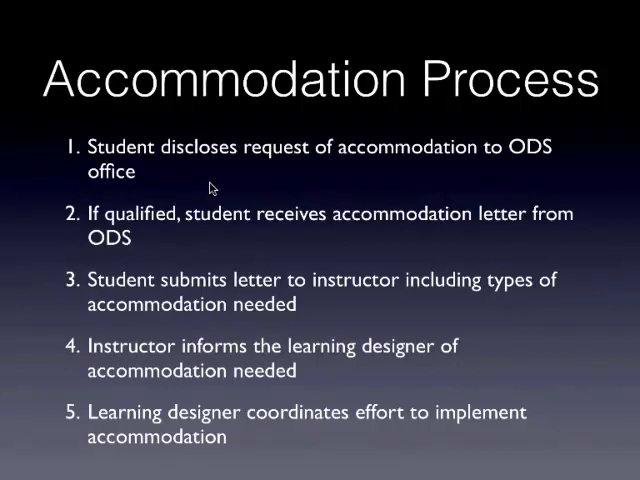 Accommodation Process
1. Student discloses request of accommodation to ODS
office
2. If qualified, student receives accommodation letter from
ODS
3. Student submits letter to instructor including types of
accommodation needed
4. Instructor informs the learning designer of
accommodation needed
5. Learning designer coordinates effort to implement
accommodation